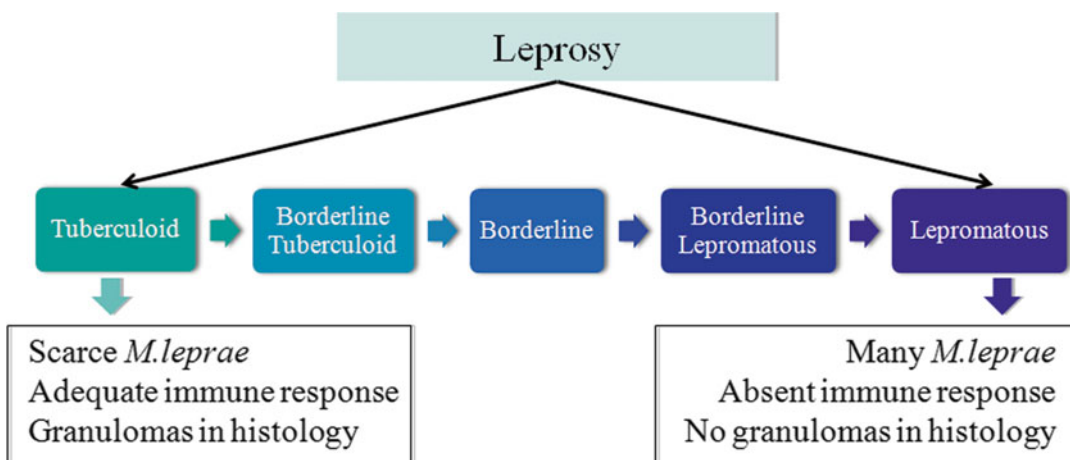 Leprosy
Tuberculoid
Borderline
Tuberculoid
Borderline
Borderline
Lepromatous
Lepromatous
Scarce M.leprae
Adequate immune response
Granulomas in histology
Many M.leprae
Absent immune response
No granulomas in histology